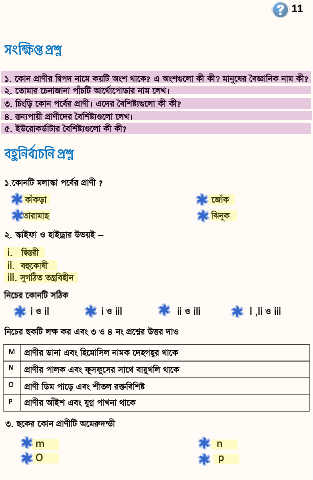 11
সংক্ষিপ্ত প্রশ্ন
১. কোন প্রাণীর দ্বিপদ নামে কয়টি অংশ থাকে? এ অংশগুলো কী কী? মানুষের বৈজ্ঞানিক নাম কী?
২. তোমার চেনাজানা পাঁচটি আর্থোপোডার নাম লেখ।
৩. চিংড়ি কোন পর্বের প্রাণী। এদের বৈশিষ্ট্যগুলো কী কী?
৪. স্তন্যপায়ী প্রাণীদের বৈশিষ্ট্যগুলো লেখ।
৫. ইউরোকর্ডাটার বৈশিষ্ট্যগুলো কী কী?
বহুনির্বাচনি প্রশ্ন
১.কোনটি মলাস্কা পর্বের প্রাণী ?
কাঁকড়া জোঁক
তারামাছ ঝিনুক
২. স্কাইফা ও হাইড্রার উভয়ই –
i. দ্বিস্তরী
ii. বহুকোষী
iii. সুগঠিত তন্ত্রবিহীন
নিচের কোনটি সঠিক
i ও ii i ও iii ii ও iii i ,ii ও iii
নিচের ছকটি লক্ষ কর এবং ৩ ও ৪ নং প্রশ্নের উত্তর দাও
M প্রাণীর ডানা এবং হিমোসিল নামক দেহগহ্বর থাকে
N প্রাণীর পালক এবং ফুসফুসের সাথে বায়ুথলি থাকে
O প্রাণী ডিম পাড়ে এবং শীতল রক্তবিশিষ্ট
P প্রাণীর আঁইশ এবং যুগ্ম পাখনা থাকে
৩. ছকের কোন প্রাণীটি অমেরুদণ্ডী
m n
O p